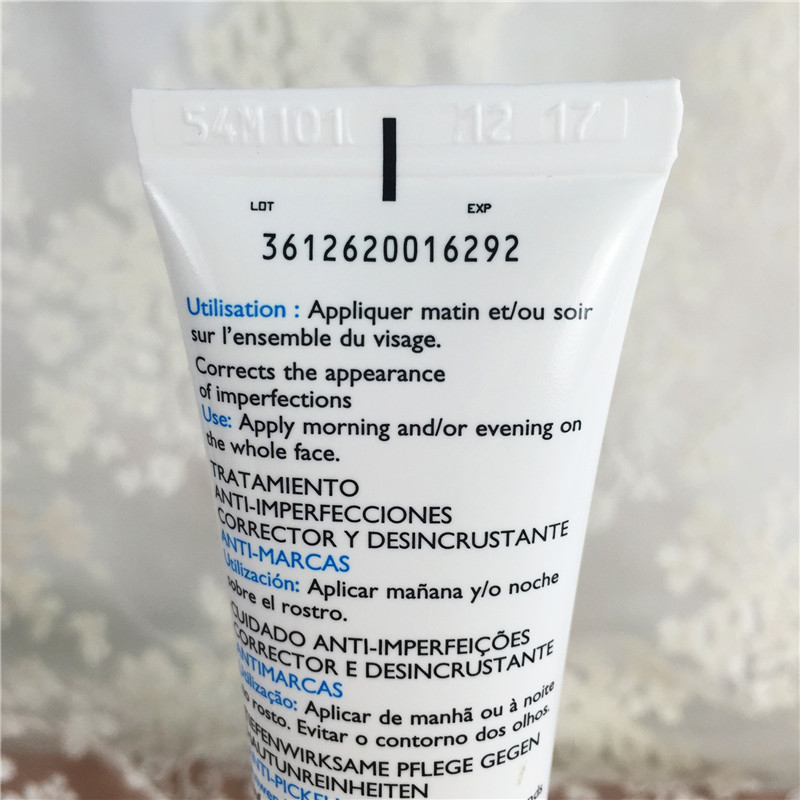 54M101 12 17
LOT EXP
3612620016292
Utilisation : Appliquer matin et/ou soir
sur l'ensemble du visage.
Corrects the appearance
of imperfections
Use: Apply morning and/or evening on
the whole face.
TRATAMIENTO
ANTI-IMPERFECCIONES
CORRECTOR Y DESINCRUSTANTE
ANTI-MARCAS
Utilización: Aplicar mañana y/o noche
sobre el rostro.
CUIDADO ANTI-IMPERFEIÇÕES
CORRECTOR E DESINCRUSTANTE
ANTIMARCAS
Utilização: Aplicar de manhã ou à noite
no rosto. Evitar o contorno dos olhos.
TIEFENWIRKSAME PFLEGE GEGEN
HAUTUNREINHEITEN